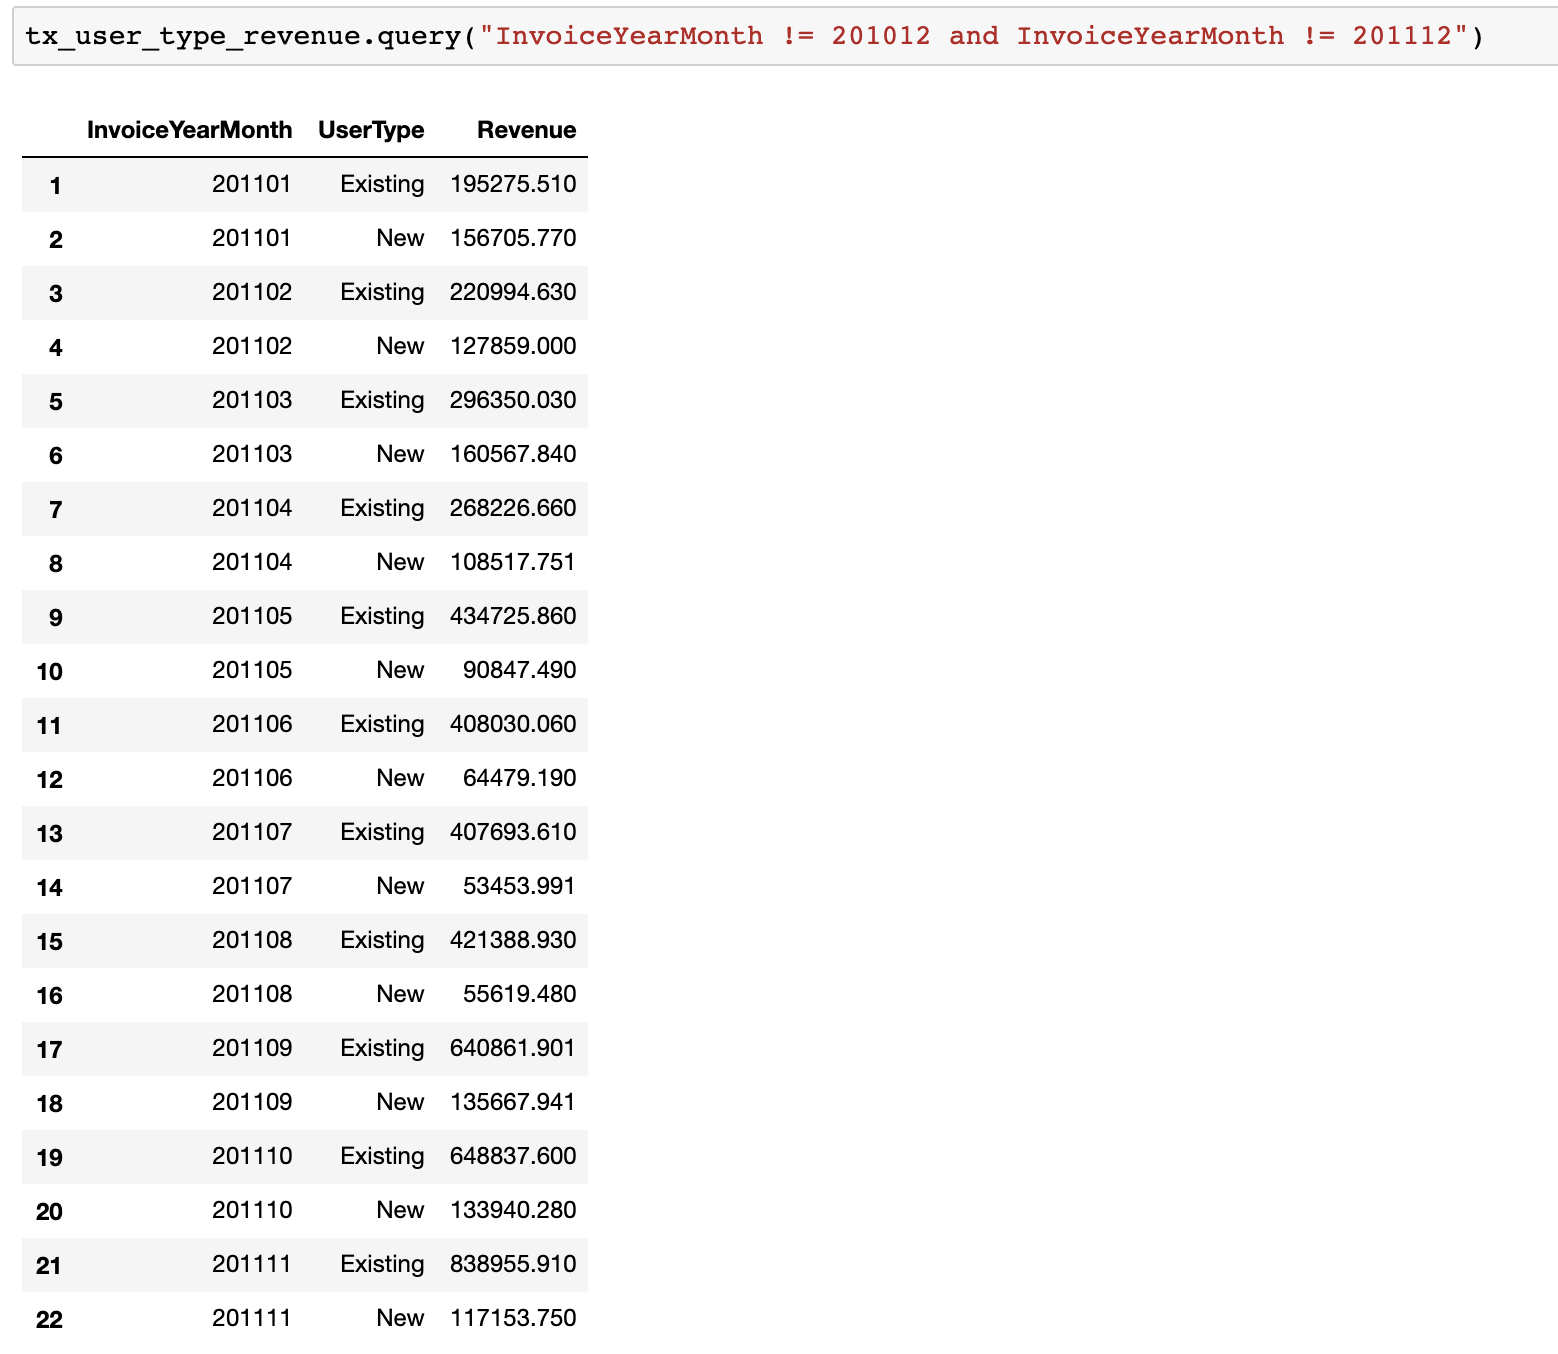 tx_user_type_revenue.query("InvoiceYearMonth != 201012 and InvoiceYearMonth != 201112")
InvoiceYearMonth UserType Revenue
1 201101 Existing 195275.510
2 201101 New 156705.770
3 201102 Existing 220994.630
4 201102 New 127859.000
5 201103 Existing 296350.030
6 201103 New 160567.840
7 201104 Existing 268226.660
8 201104 New 108517.751
9 201105 Existing 434725.860
10 201105 New 90847.490
11 201106 Existing 408030.060
12 201106 New 64479.190
13 201107 Existing 407693.610
14 201107 New 53453.991
15 201108 Existing 421388.930
16 201108 New 55619.480
17 201109 Existing 640861.901
18 201109 New 135667.941
19 201110 Existing 648837.600
20 201110 New 133940.280
21 201111 Existing 838955.910
22 201111 New 117153.750